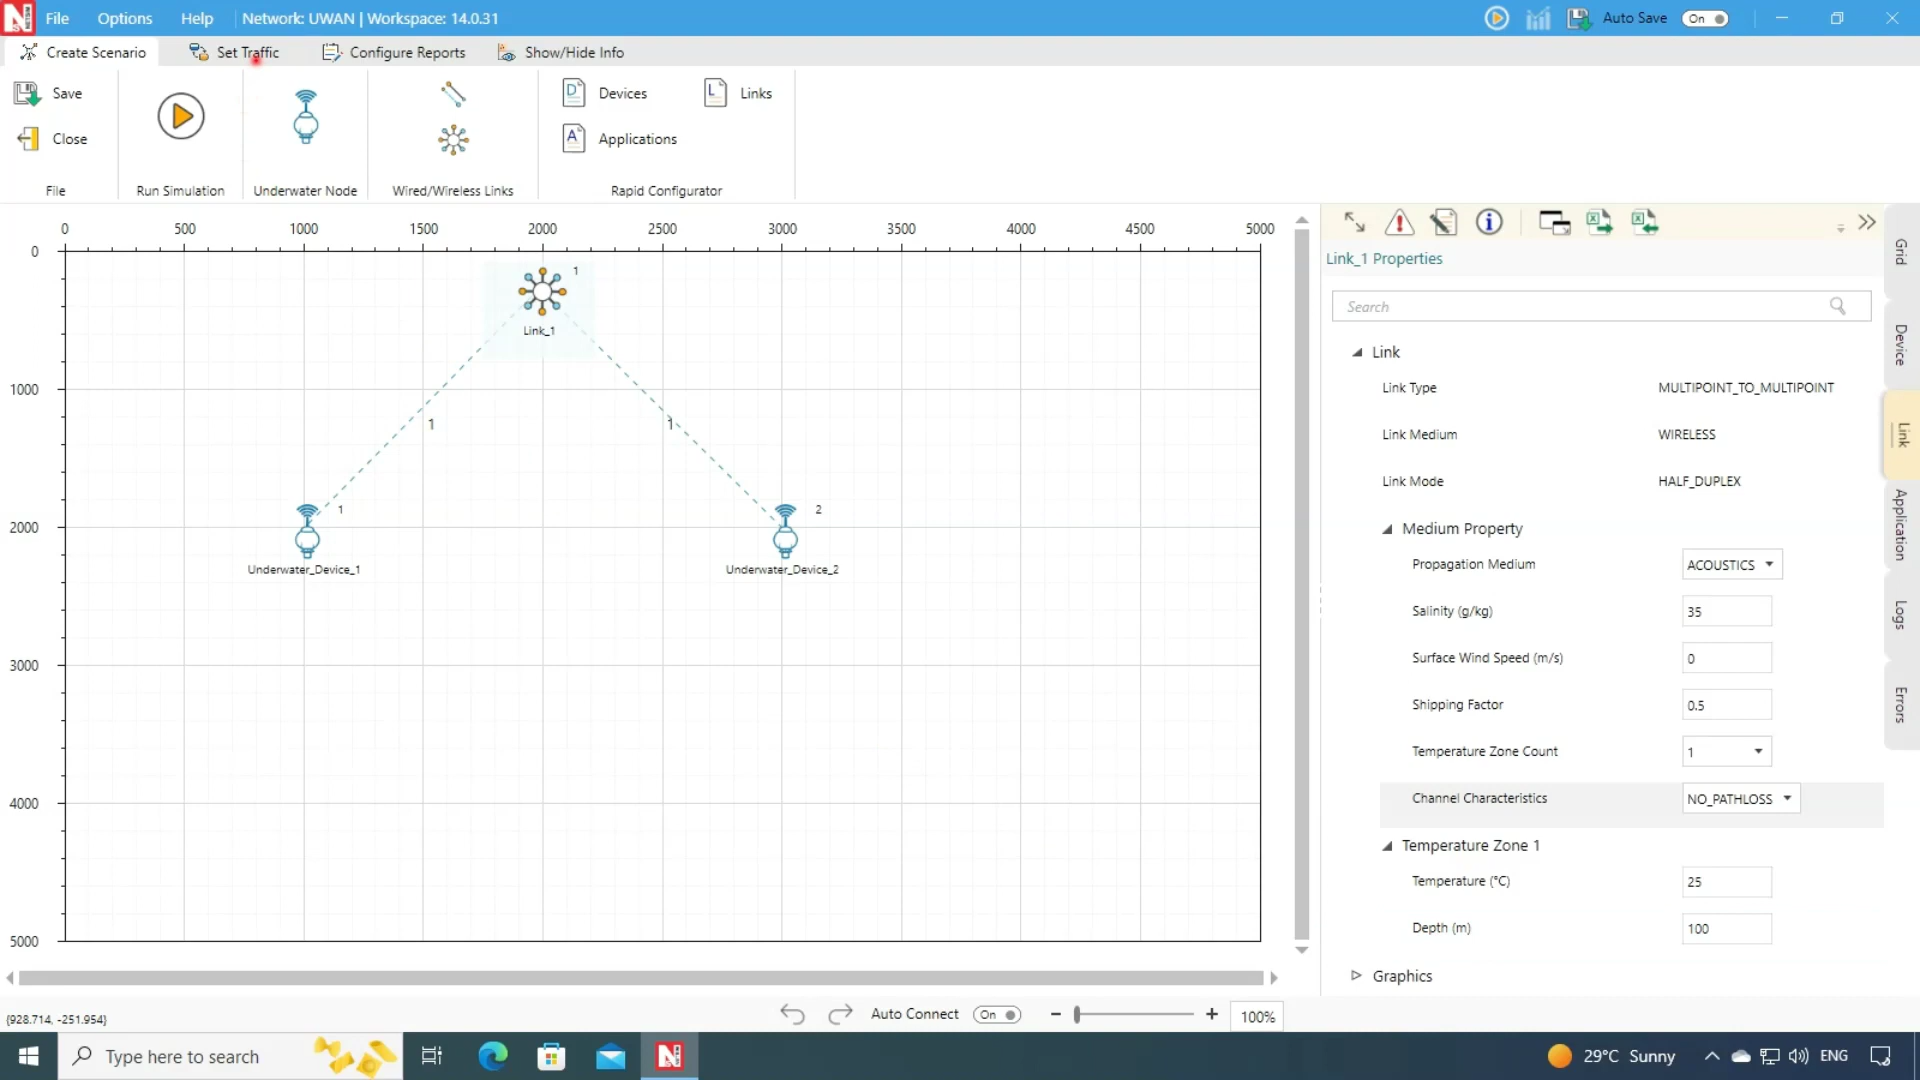 File Options Help Network: UWAN | Workspace: 14.0.31 Auto Save On
Create Scenario Set Traffic Configure Reports Show/Hide Info
Save
Close
File
Run Simulation
Underwater Node
Wired/Wireless Links
Devices Links
Applications
Rapid Configurator
0 500 1000 1500 2000 2500 3000 3500 4000 4500 5000
0
1000
2000
3000
4000
5000
1
Link_1
1
1
1
Underwater_Device_1
2
Underwater_Device_2
Link_1 Properties
Search
Link
Link Type MULTIPOINT_TO_MULTIPOINT
Link Medium WIRELESS
Link Mode HALF_DUPLEX
Medium Property
Propagation Medium ACOUSTICS
Salinity (g/kg) 35
Surface Wind Speed (m/s) 0
Shipping Factor 0.5
Temperature Zone Count 1
Channel Characteristics NO_PATHLOSS
Temperature Zone 1
Temperature (°C) 25
Depth (m) 100
Graphics
Grid
Device
Link
Application
Logs
Errors
(928.714, -251.954)
Auto Connect On 100%
Type here to search
29°C Sunny ENG